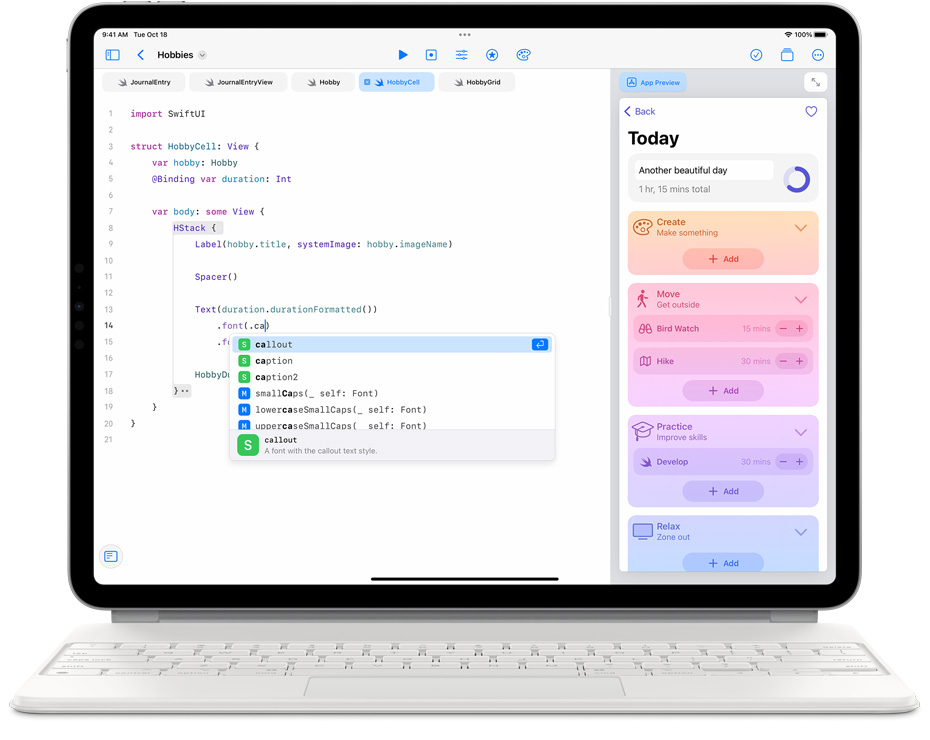 9:41 AM Tue Oct 18
100%
Hobbies
JournalEntry
JournalEntryView
Hobby
HobbyCell
HobbyGrid
1 import SwiftUI
2
3 struct HobbyCell: View {
4 var hobby: Hobby
5 @Binding var duration: Int
6
7 var body: some View {
8 HStack {
9 Label(hobby.title, systemImage: hobby.imageName)
10
11 Spacer()
12
13 Text(duration.durationFormatted())
14 .font(.ca)
15
16
17
18 }
19 }
20 }
21
S callout
S caption
S caption2
M smallCaps(_ self: Font)
M lowercaseSmallCaps(_ self: Font)
M uppercaseSmallCaps(_ self: Font)
S callout
A font with the callout text style.
App Preview
Back
Today
Another beautiful day
1 hr, 15 mins total
Create
Make something
+ Add
Move
Get outside
Bird Watch 15 mins − +
Hike 30 mins − +
+ Add
Practice
Improve skills
Develop 30 mins − +
+ Add
Relax
Zone out
+ Add